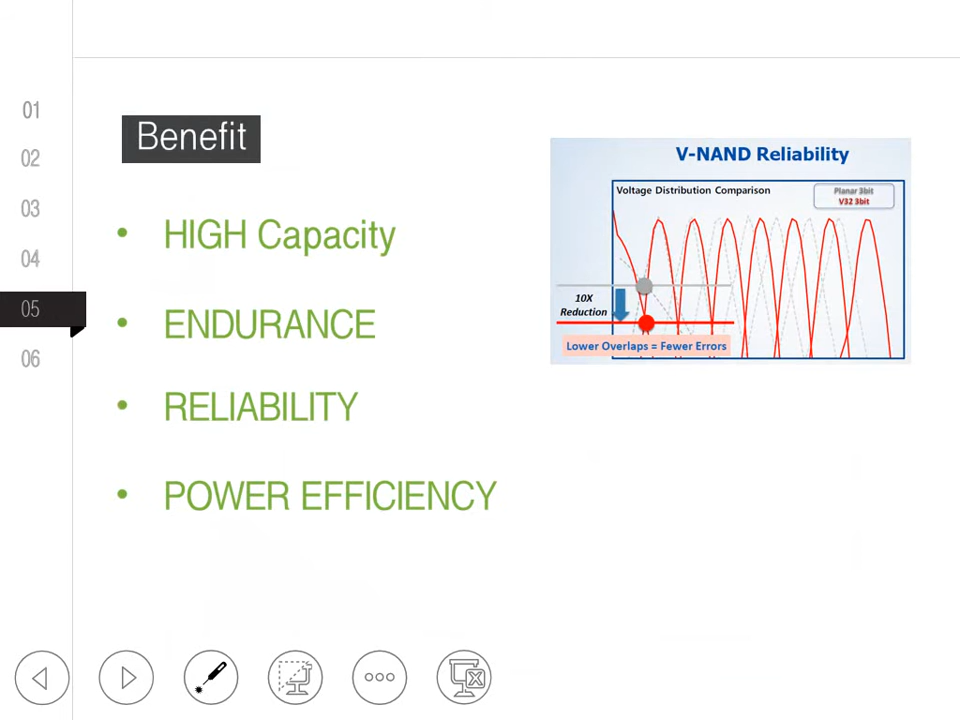 01
02
03
04
05
06
Benefit
• HIGH Capacity
• ENDURANCE
• RELIABILITY
• POWER EFFICIENCY
V-NAND Reliability
Voltage Distribution Comparison
Planar 3bit
V32 3bit
10X
Reduction
Lower Overlaps = Fewer Errors